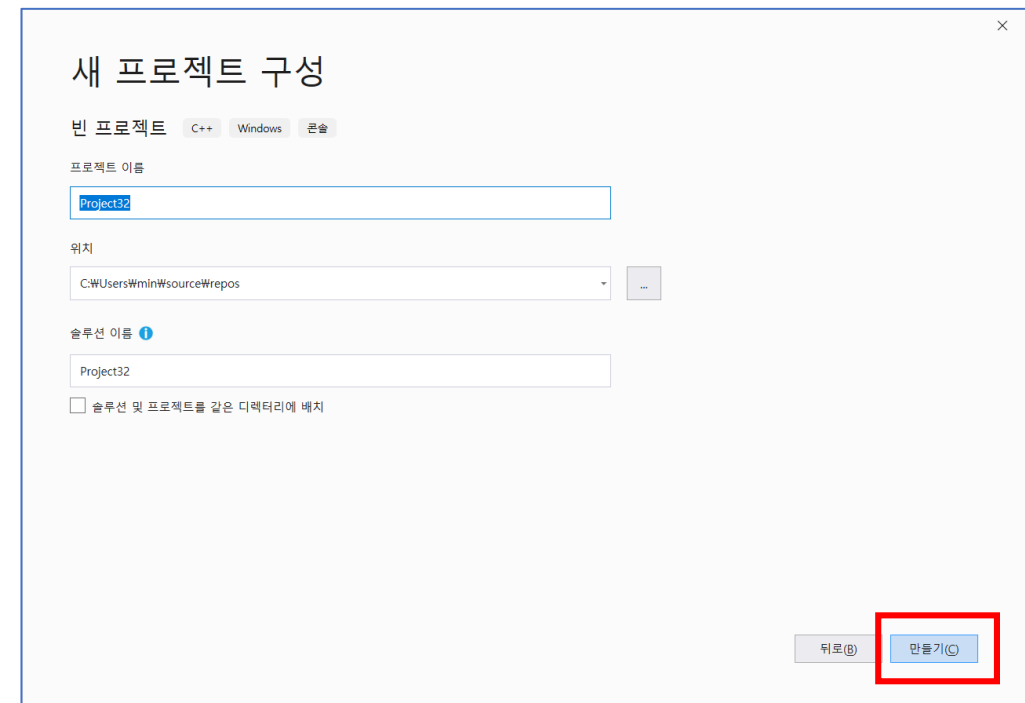 새 프로젝트 구성
빈 프로젝트 C++ Windows 콘솔
프로젝트 이름
Project32
위치
C:₩Users₩min₩source₩repos
...
솔루션 이름
Project32
솔루션 및 프로젝트를 같은 디렉터리에 배치
뒤로(B) 만들기(C)